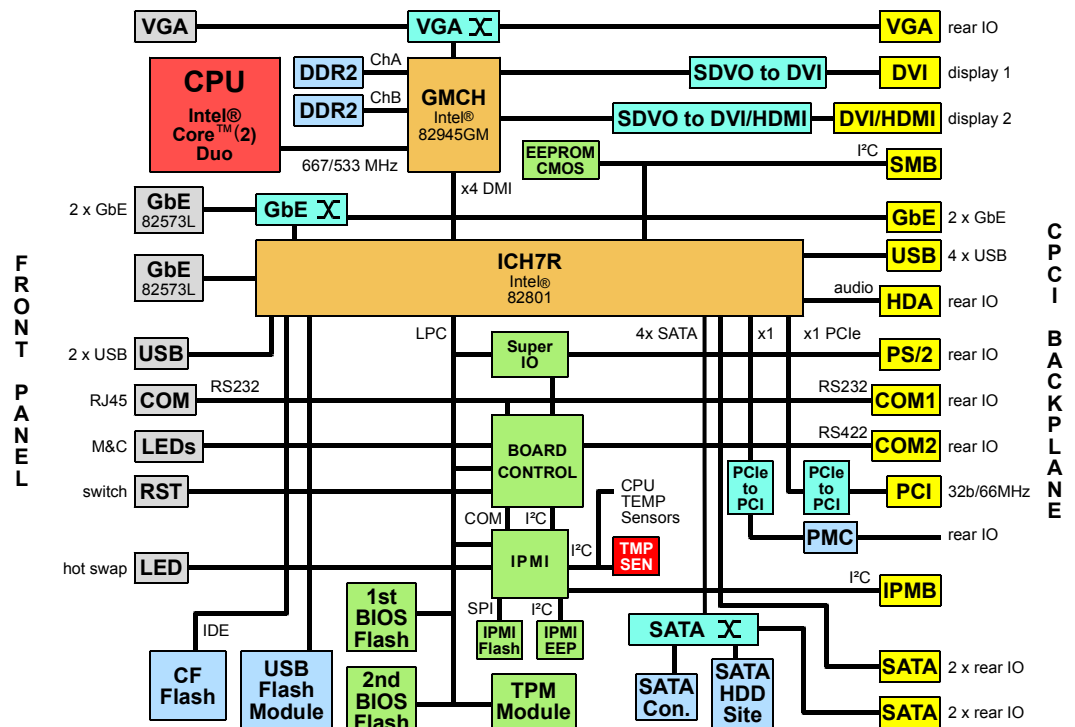 VGA
VGA
VGA
rear IO
CPU
Intel®
Core™(2)
Duo
DDR2
ChA
DDR2
ChB
GMCH
Intel®
82945GM
SDVO to DVI
DVI
display 1
SDVO to DVI/HDMI
DVI/HDMI
display 2
667/533 MHz
x4 DMI
EEPROM
CMOS
I²C
SMB
2 x GbE
GbE
82573L
GbE
GbE
2 x GbE
GbE
82573L
ICH7R
Intel®
82801
USB
4 x USB
audio
HDA
rear IO
FRONT PANEL
CPCI BACKPLANE
LPC
4x SATA
x1
x1 PCIe
2 x USB
USB
Super
IO
PS/2
rear IO
RJ45
COM
RS232
RS232
COM1
rear IO
M&C
LEDs
BOARD
CONTROL
RS422
COM2
rear IO
switch
RST
PCIe
to
PCI
PCIe
to
PCI
PCI
32b/66MHz
CPU
TEMP
Sensors
COM
I²C
PMC
rear IO
hot swap
LED
IPMI
I²C
TMP
SEN
I²C
IPMB
1st
BIOS
Flash
SPI
I²C
IPMI
Flash
IPMI
EEP
SATA
IDE
CF
Flash
USB
Flash
Module
2nd
BIOS
Flash
TPM
Module
SATA
Con.
SATA
HDD
Site
SATA
2 x rear IO
SATA
2 x rear IO